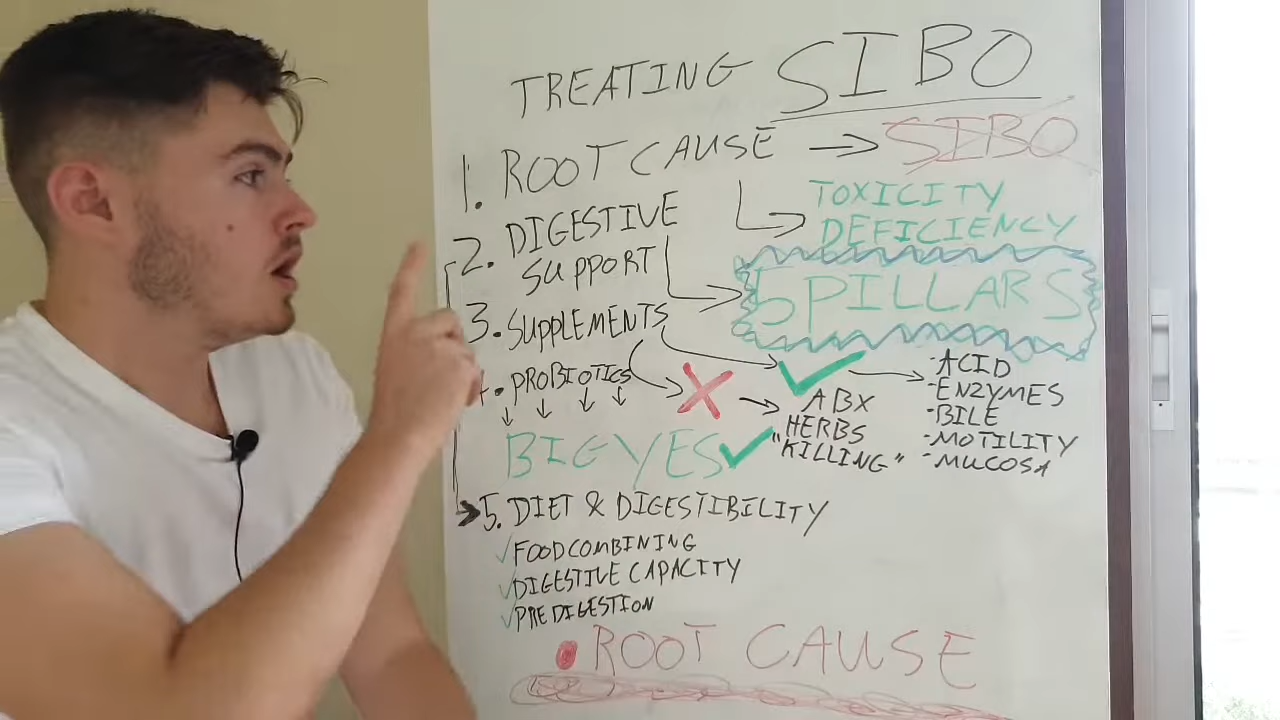 TREATING SIBO
1. ROOT CAUSE → SIBO
TOXICITY
DEFICIENCY
2. DIGESTIVE
SUPPORT
5 PILLARS
3. SUPPLEMENTS
ABX
HERBS
"KILLING"
·ACID
-ENZYMES
-BILE
-MOTILITY
-MUCOSA
4. PROBIOTICS
BIG YES ✓
5. DIET & DIGESTIBILITY
✓FOOD COMBINING
✓DIGESTIVE CAPACITY
✓PREDIGESTION
• ROOT CAUSE